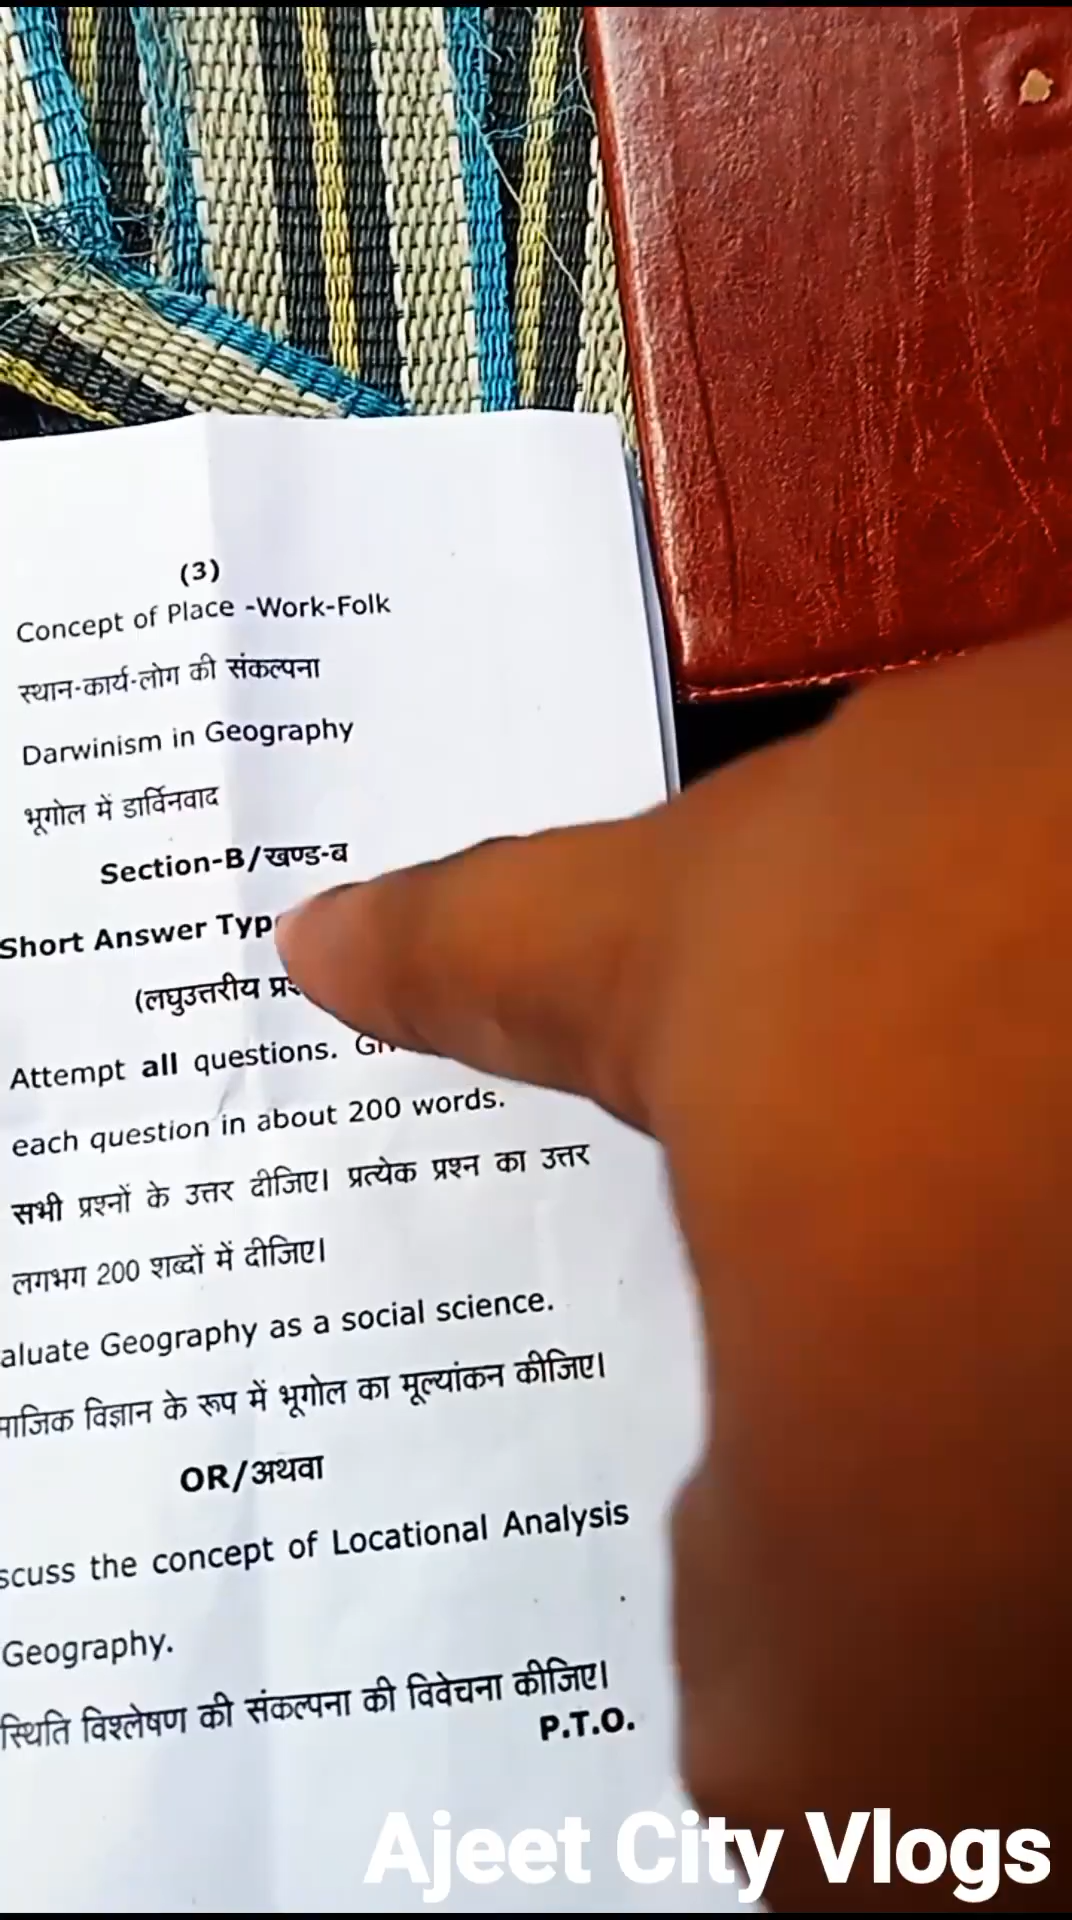 (3)
Concept of Place -Work-Folk
स्थान-कार्य-लोग की संकल्पना
Darwinism in Geography
भूगोल में डार्विनवाद
Section-B/खण्ड-ब
Short Answer
(लघुउत्तरीय
Attempt all questions.
each question in about 200 words.
सभी प्रश्नों के उत्तर दीजिए। प्रत्येक प्रश्न का उत्तर
लगभग 200 शब्दों में दीजिए।
aluate Geography as a social science.
माजिक विज्ञान के रूप में भूगोल का मूल्यांकन कीजिए।
OR/अथवा
scuss the concept of Locational Analysis
Geography.
स्थिति विश्लेषण की संकल्पना की विवेचना कीजिए।
P.T.O.
Ajeet City Vlogs